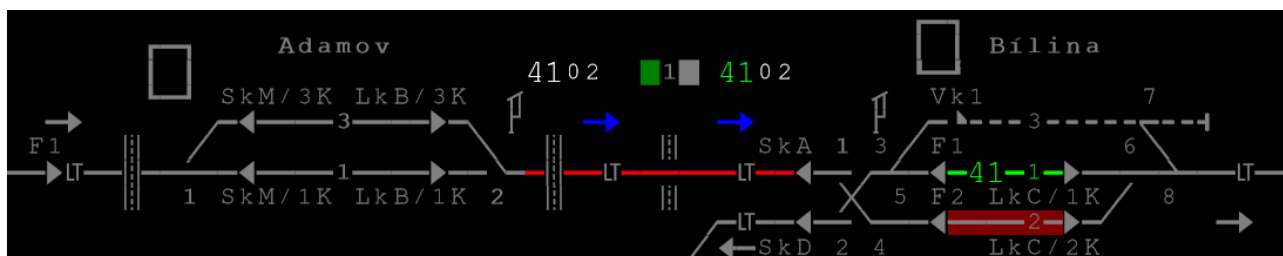 Adamov
Bílina
4102
1
4102
SkM/3K LkB/3K
Vk1
7
3
3
F1
LT
SkA
1
3
F1
6
1
LT
LT
41
1
LT
1
SkM/1K LkB/1K
2
5
F2
LkC/1K
8
LT
2
SkD
2
4
LkC/2K